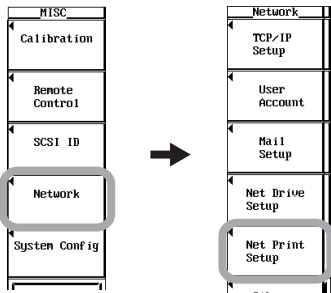 MISC
Calibration
Remote
Control
SCSI ID
Network
System Config
Network
TCP/IP
Setup
User
Account
Mail
Setup
Net Drive
Setup
Net Print
Setup